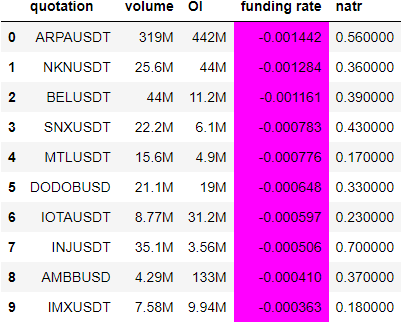 quotation volume OI funding rate natr
0 ARPAUSDT 319M 442M -0.001442 0.560000
1 NKNUSDT 25.6M 44M -0.001284 0.360000
2 BELUSDT 44M 11.2M -0.001161 0.390000
3 SNXUSDT 22.2M 6.1M -0.000783 0.430000
4 MTLUSDT 15.6M 4.9M -0.000776 0.170000
5 DODOBUSD 21.1M 19M -0.000648 0.330000
6 IOTAUSDT 8.77M 31.2M -0.000597 0.230000
7 INJUSDT 35.1M 3.56M -0.000506 0.700000
8 AMBBUSD 4.29M 133M -0.000410 0.370000
9 IMXUSDT 7.58M 9.94M -0.000363 0.180000